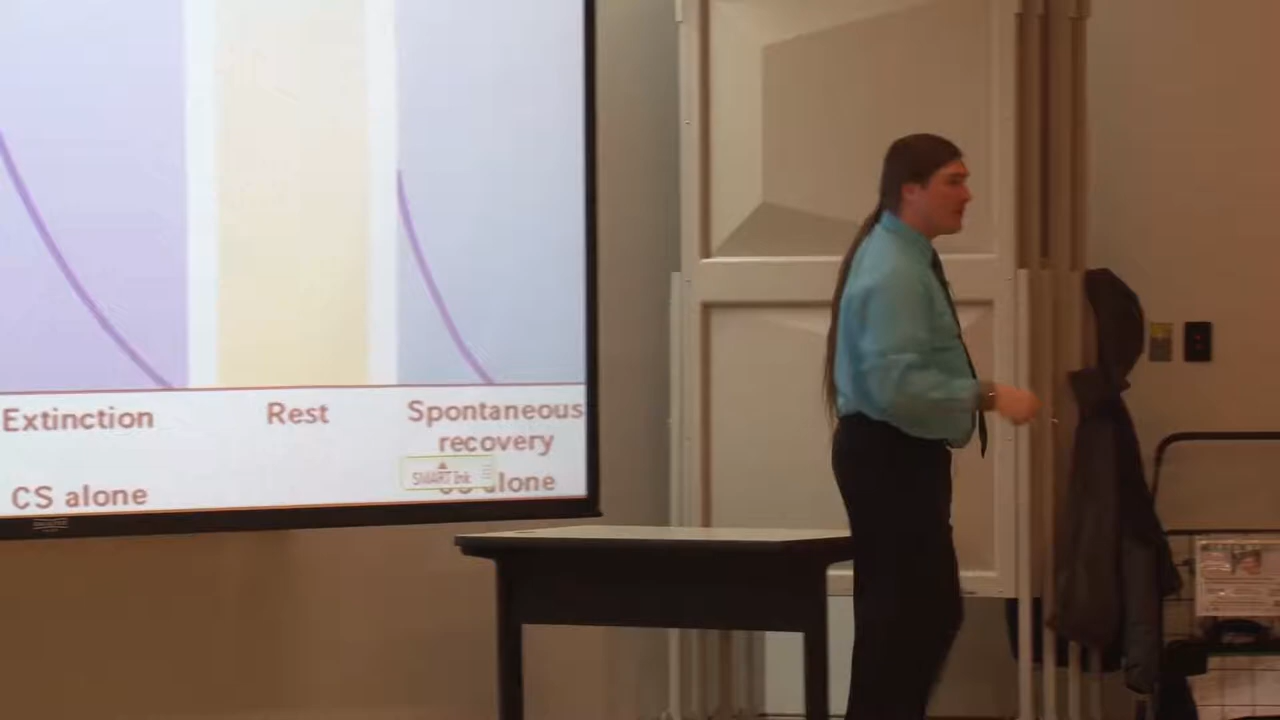 Extinction
Rest
Spontaneous
recovery
CS alone
SMART Ink
alone